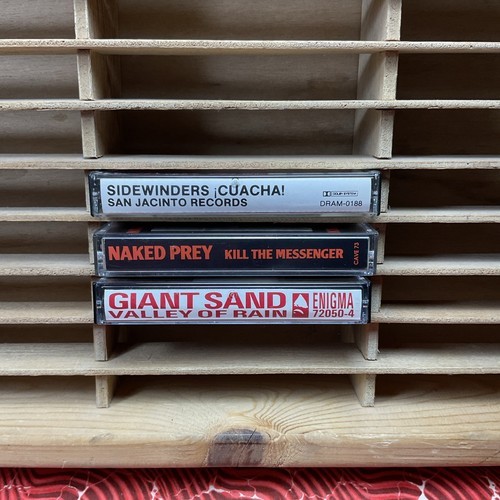 SIDEWINDERS ¡CUACHA!
SAN JACINTO RECORDS
DRAM-0188
NAKED PREY KILL THE MESSENGER
CAVE 73
GIANT SAND
VALLEY OF RAIN
ENIGMA
72050-4